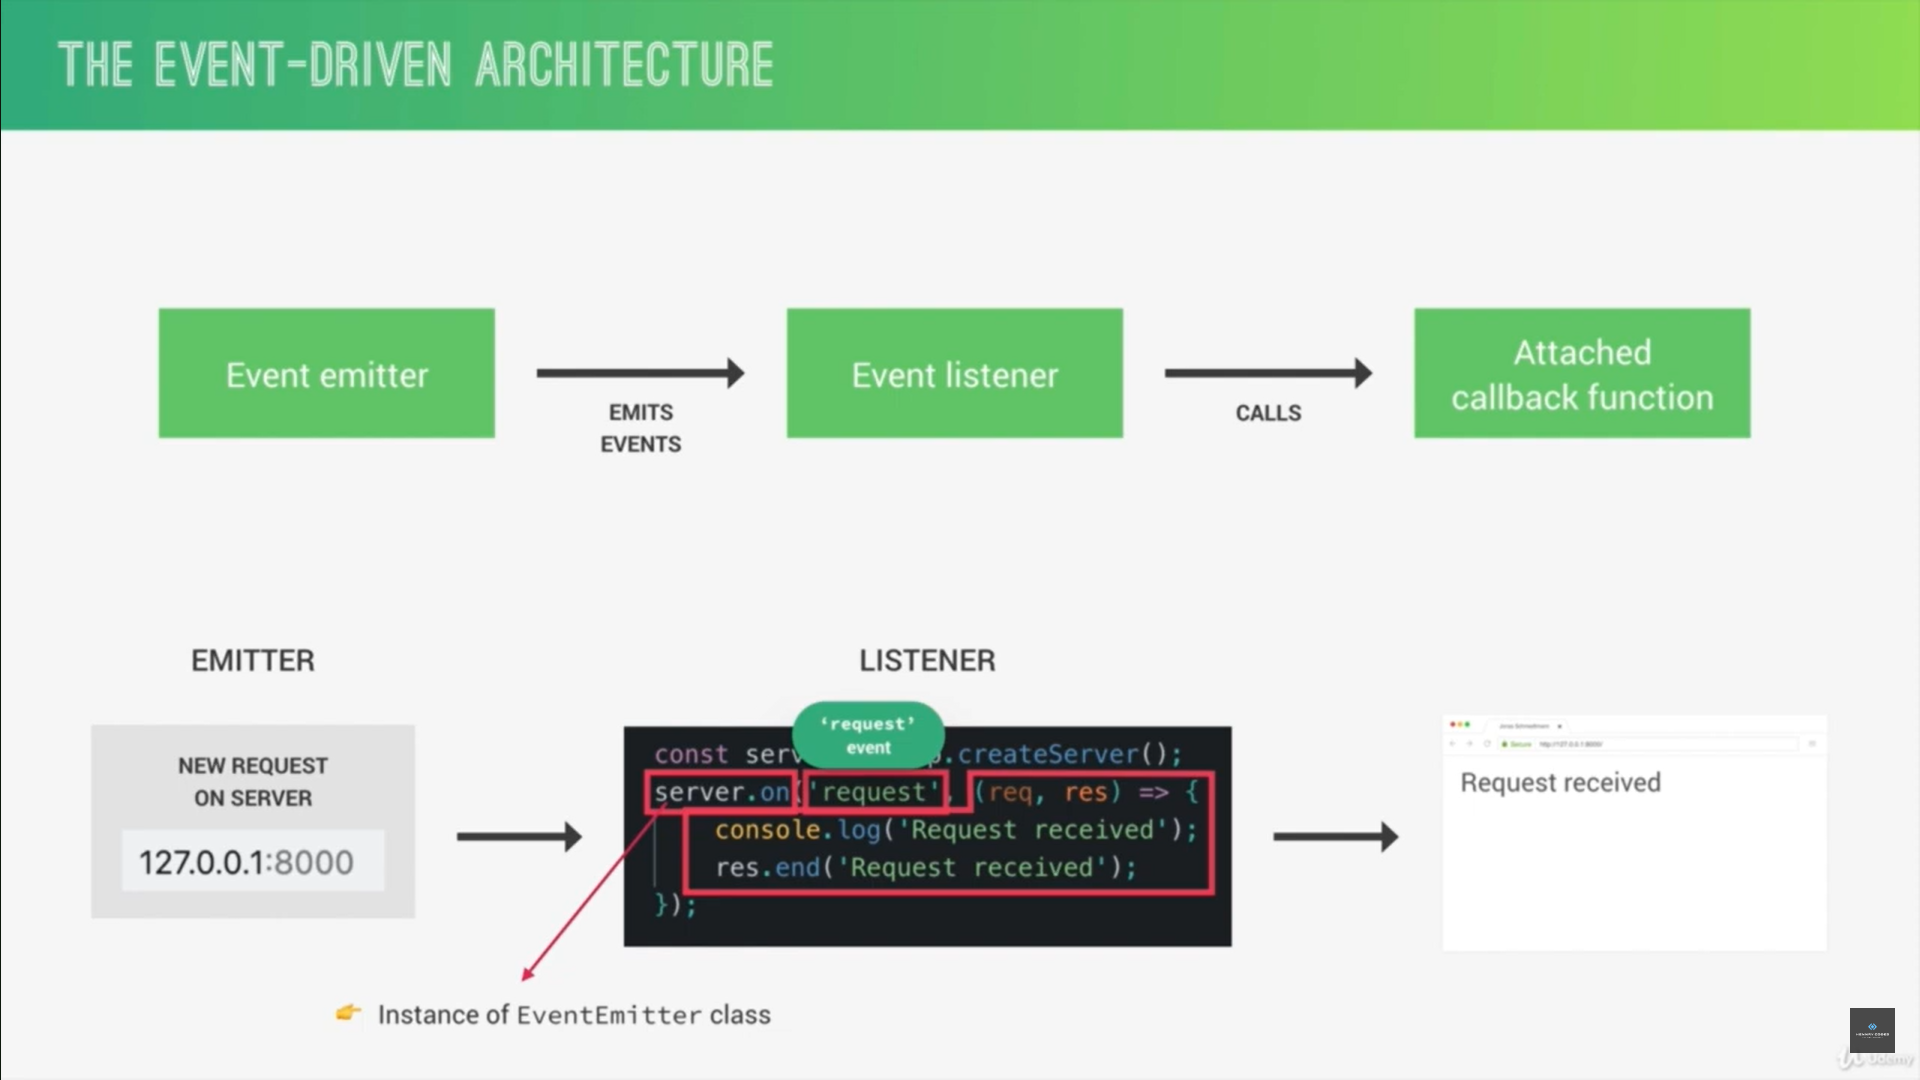 THE EVENT-DRIVEN ARCHITECTURE
Event emitter
EMITS
EVENTS
Event listener
CALLS
Attached
callback function
EMITTER
NEW REQUEST
ON SERVER
127.0.0.1:8000
LISTENER
‘request’
event
const serv p.createServer();
server.on('request', (req, res) => {
console.log('Request received');
res.end('Request received');
});
Instance of EventEmitter class
Secure
Request received
Udemy